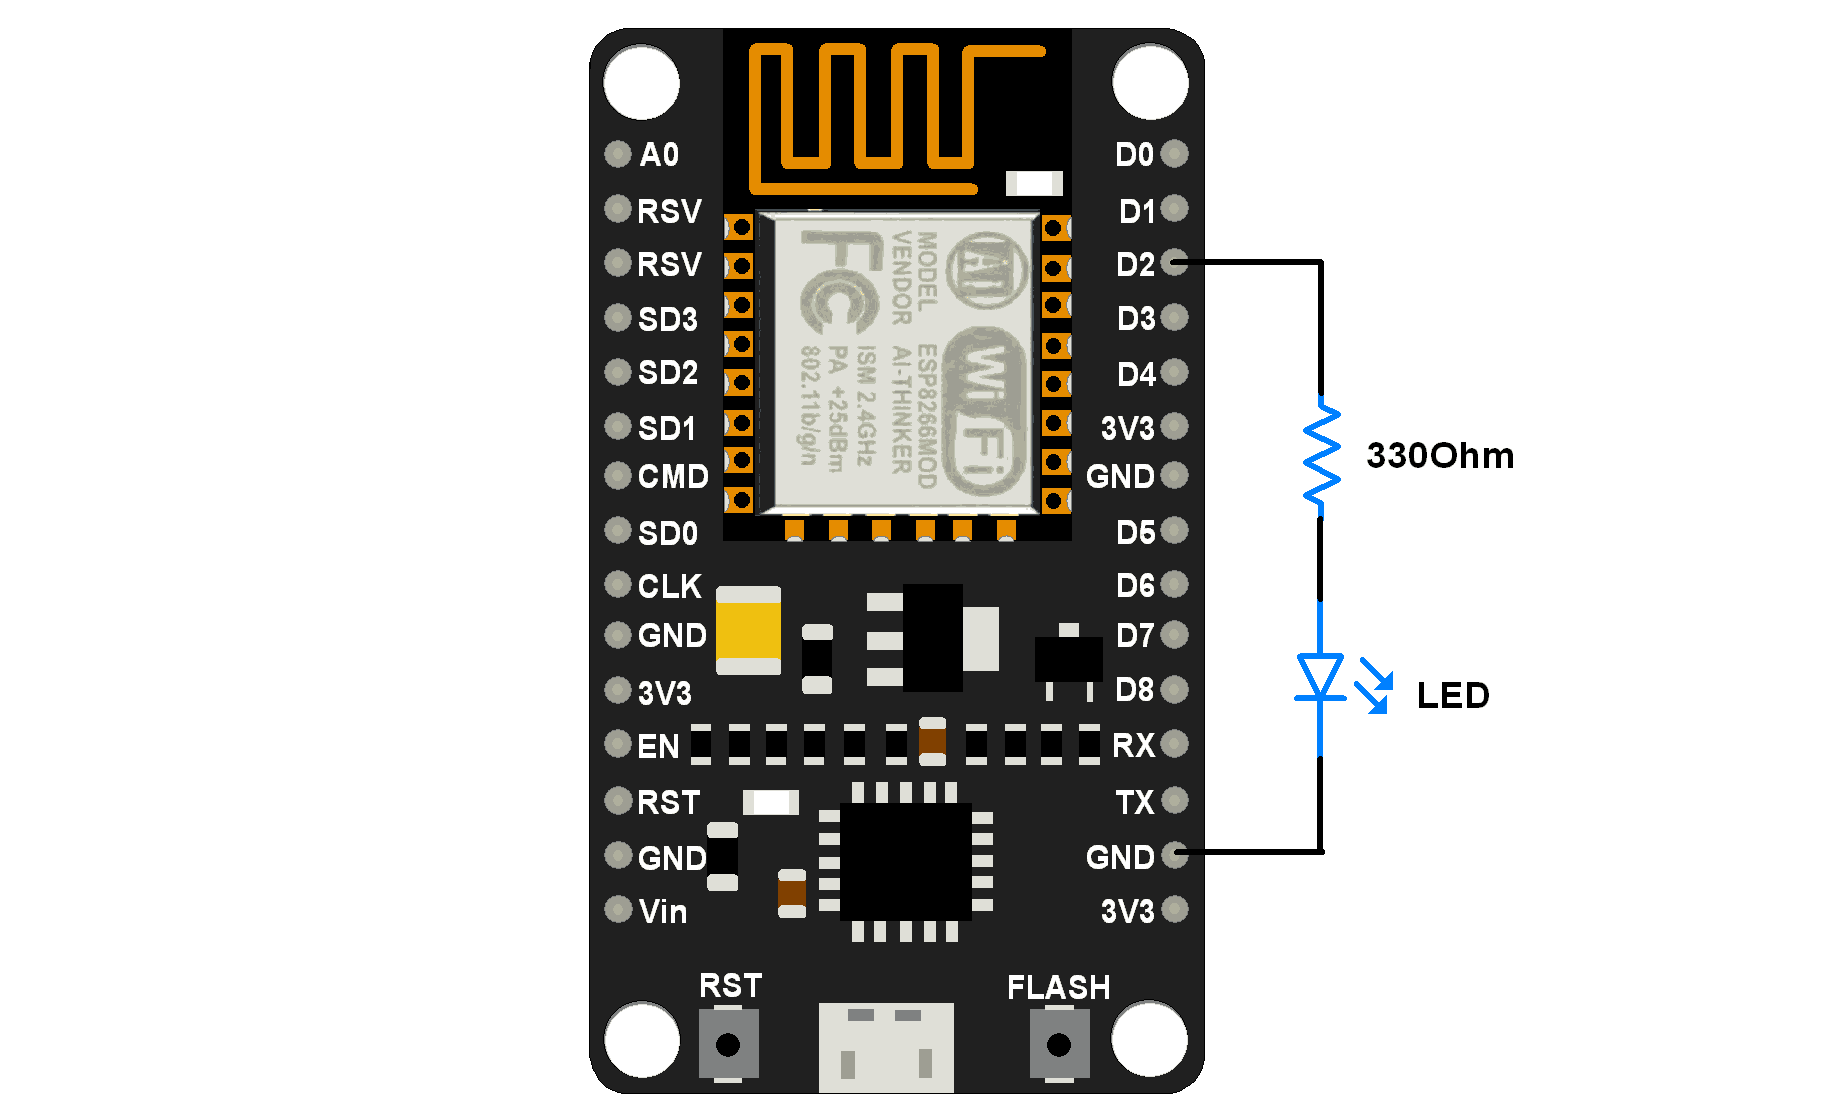 A0
RSV
RSV
SD3
SD2
SD1
CMD
SD0
CLK
GND
3V3
EN
RST
GND
Vin
RST
FC
MODEL
VENDOR
ESP8266MOD
AI-THINKER
ISM 2.4GHz
PA +25dBm
802.11b/g/n
Wi Fi
D0
D1
D2
D3
D4
3V3
GND
D5
D6
D7
D8
RX
TX
GND
3V3
FLASH
330Ohm
LED